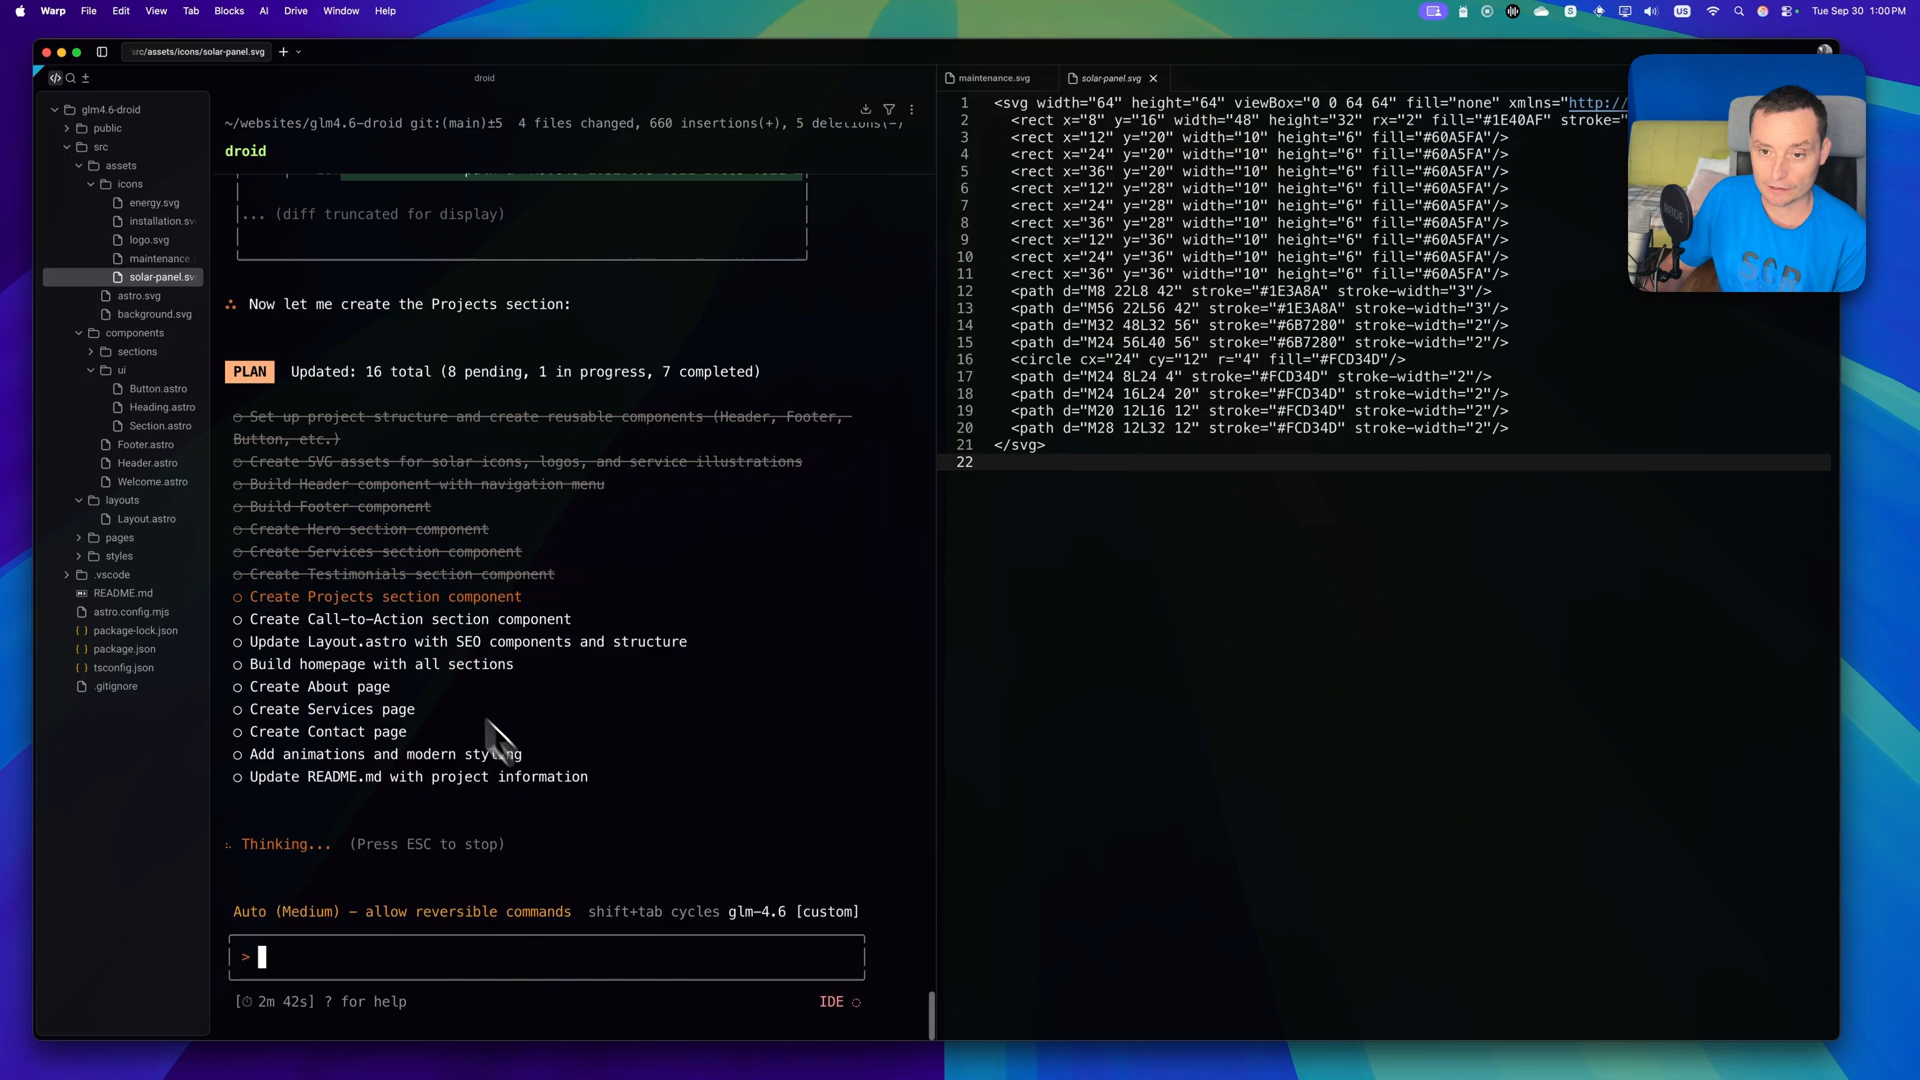 Warp File Edit View Tab Blocks AI Drive Window Help
US
Tue Sep 30 1:00 PM
src/assets/icons/solar-panel.svg
droid
maintenance.svg
solar-panel.svg
glm4.6-droid
public
src
assets
icons
energy.svg
installation.sv
logo.svg
maintenance.
solar-panel.sv
astro.svg
background.svg
components
sections
ui
Button.astro
Heading.astro
Section.astro
Footer.astro
Header.astro
Welcome.astro
layouts
Layout.astro
pages
styles
.vscode
README.md
astro.config.mjs
package-lock.json
package.json
tsconfig.json
.gitignore
~/websites/glm4.6-droid git:(main)±5 4 files changed, 660 insertions(+), 5 deletions(-)
droid
... (diff truncated for display)
Now let me create the Projects section:
PLAN Updated: 16 total (8 pending, 1 in progress, 7 completed)
○ Set up project structure and create reusable components (Header, Footer,
Button, etc.)
○ Create SVG assets for solar icons, logos, and service illustrations
○ Build Header component with navigation menu
○ Build Footer component
○ Create Hero section component
○ Create Services section component
○ Create Testimonials section component
○ Create Projects section component
○ Create Call-to-Action section component
○ Update Layout.astro with SEO components and structure
○ Build homepage with all sections
○ Create About page
○ Create Services page
○ Create Contact page
○ Add animations and modern styling
○ Update README.md with project information
Thinking... (Press ESC to stop)
Auto (Medium) - allow reversible commands shift+tab cycles glm-4.6 [custom]
>
[⏱ 2m 42s] ? for help
IDE
1 <svg width="64" height="64" viewBox="0 0 64 64" fill="none" xmlns="http://
2 <rect x="8" y="16" width="48" height="32" rx="2" fill="#1E40AF" stroke="
3 <rect x="12" y="20" width="10" height="6" fill="#60A5FA"/>
4 <rect x="24" y="20" width="10" height="6" fill="#60A5FA"/>
5 <rect x="36" y="20" width="10" height="6" fill="#60A5FA"/>
6 <rect x="12" y="28" width="10" height="6" fill="#60A5FA"/>
7 <rect x="24" y="28" width="10" height="6" fill="#60A5FA"/>
8 <rect x="36" y="28" width="10" height="6" fill="#60A5FA"/>
9 <rect x="12" y="36" width="10" height="6" fill="#60A5FA"/>
10 <rect x="24" y="36" width="10" height="6" fill="#60A5FA"/>
11 <rect x="36" y="36" width="10" height="6" fill="#60A5FA"/>
12 <path d="M8 22L8 42" stroke="#1E3A8A" stroke-width="3"/>
13 <path d="M56 22L56 42" stroke="#1E3A8A" stroke-width="3"/>
14 <path d="M32 48L32 56" stroke="#6B7280" stroke-width="2"/>
15 <path d="M24 56L40 56" stroke="#6B7280" stroke-width="2"/>
16 <circle cx="24" cy="12" r="4" fill="#FCD34D"/>
17 <path d="M24 8L24 4" stroke="#FCD34D" stroke-width="2"/>
18 <path d="M24 16L24 20" stroke="#FCD34D" stroke-width="2"/>
19 <path d="M20 12L16 12" stroke="#FCD34D" stroke-width="2"/>
20 <path d="M28 12L32 12" stroke="#FCD34D" stroke-width="2"/>
21 </svg>
22
RØDE